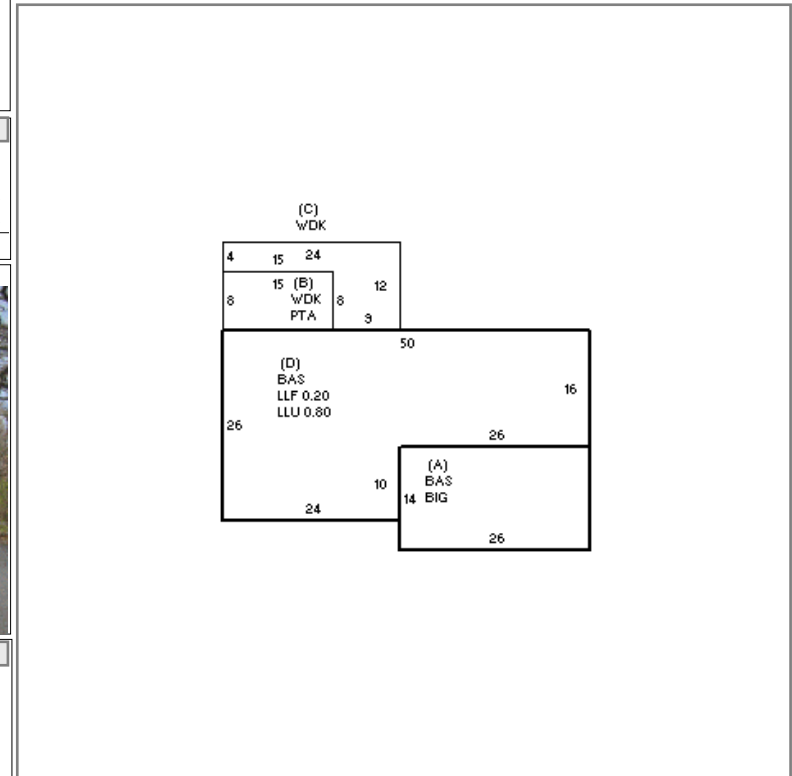 (C)
WDK
4
15
24
15
(B)
12
8
WDK
8
PTA
9
50
(D)
BAS
LLF 0.20
LLU 0.80
16
26
26
(A)
BAS
10
14
BIG
24
26